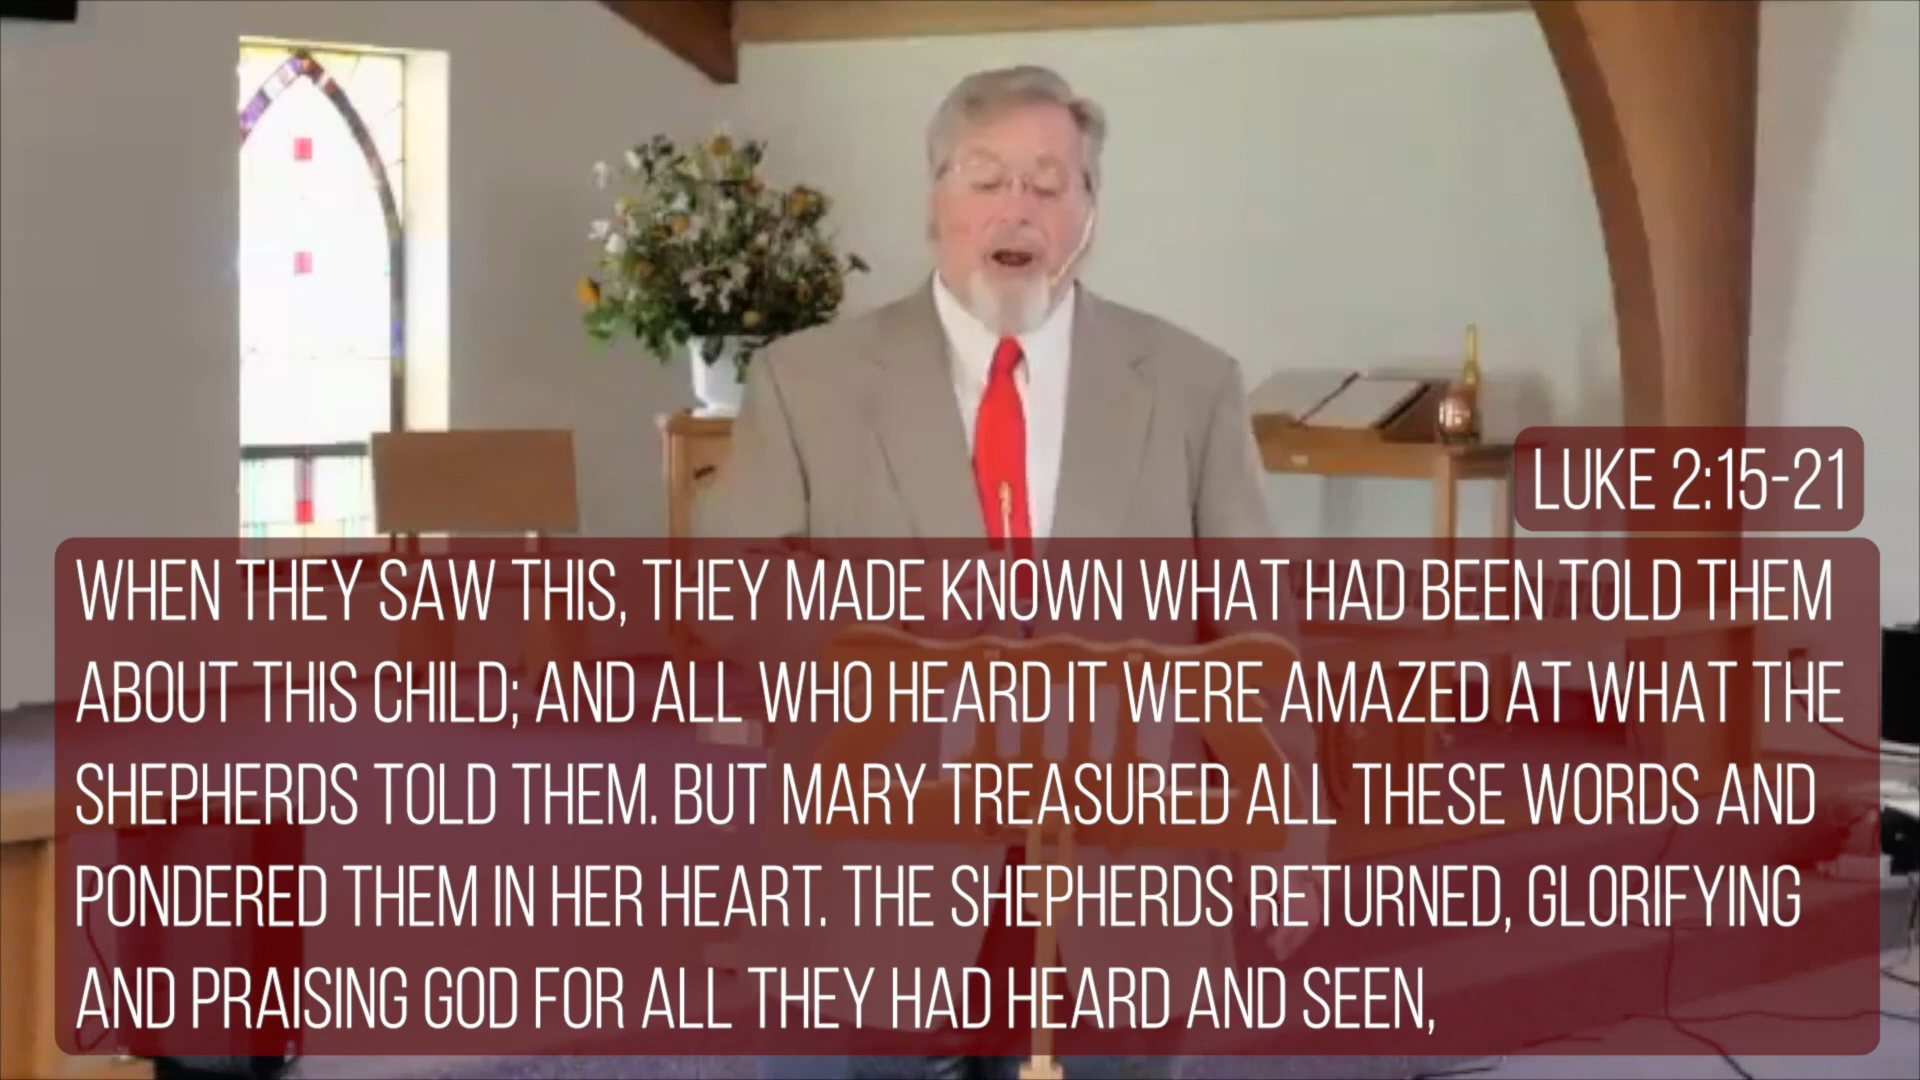 LUKE 2:15-21
WHEN THEY SAW THIS, THEY MADE KNOWN WHAT HAD BEEN TOLD THEM
ABOUT THIS CHILD; AND ALL WHO HEARD IT WERE AMAZED AT WHAT THE
SHEPHERDS TOLD THEM. BUT MARY TREASURED ALL THESE WORDS AND
PONDERED THEM IN HER HEART. THE SHEPHERDS RETURNED, GLORIFYING
AND PRAISING GOD FOR ALL THEY HAD HEARD AND SEEN,